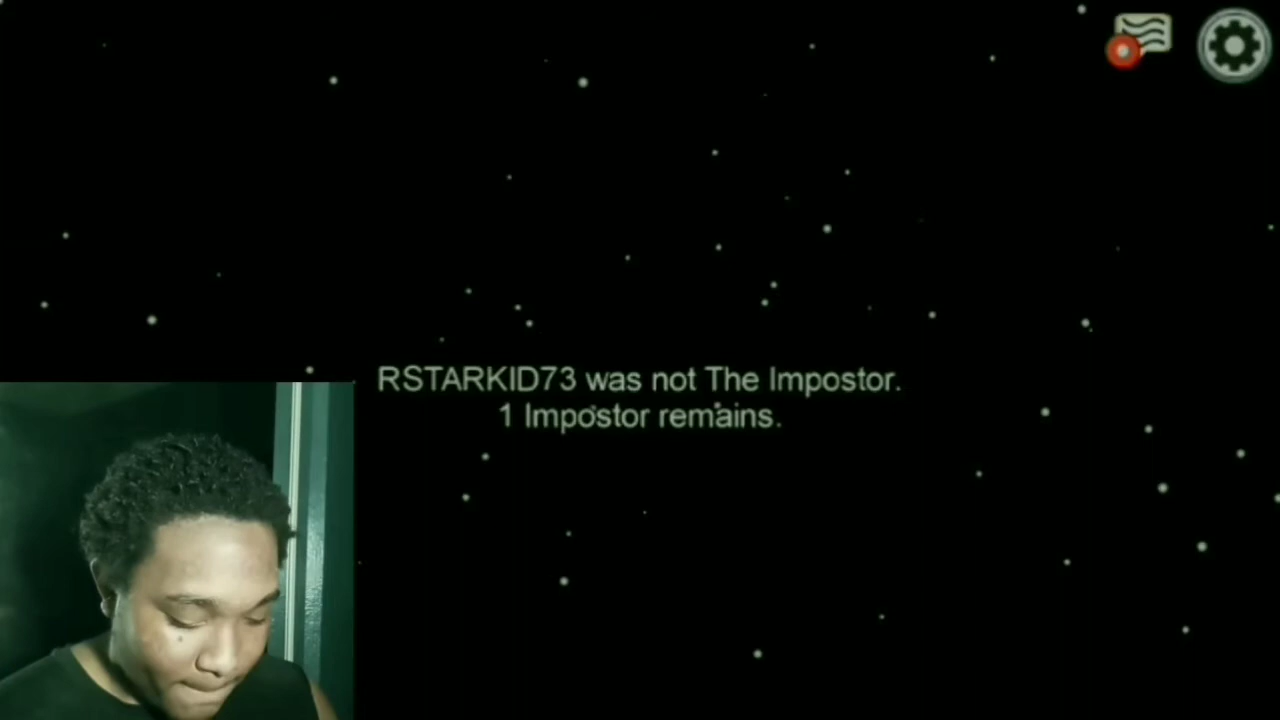 RSTARKID73 was not The Impostor.
1 Impostor remains.